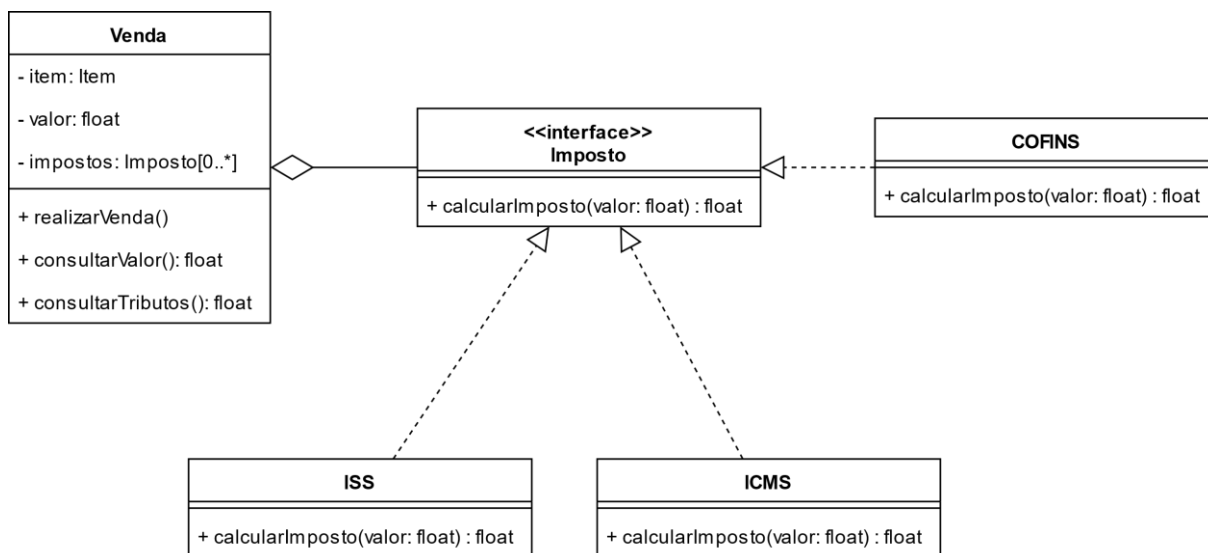 Venda
- item: Item
- valor: float
- impostos: Imposto[0..*]
+ realizarVenda()
+ consultarValor(): float
+ consultarTributos(): float
<<interface>>
Imposto
+ calcularImposto(valor: float) : float
COFINS
+ calcularImposto(valor: float) : float
ISS
+ calcularImposto(valor: float) : float
ICMS
+ calcularImposto(valor: float) : float